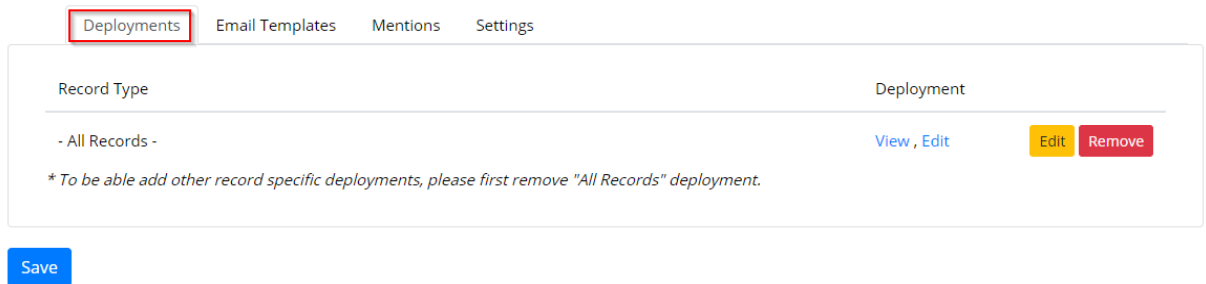 Deployments Email Templates Mentions Settings
Record Type Deployment
- All Records - View , Edit Edit Remove
* To be able add other record specific deployments, please first remove "All Records" deployment.
Save